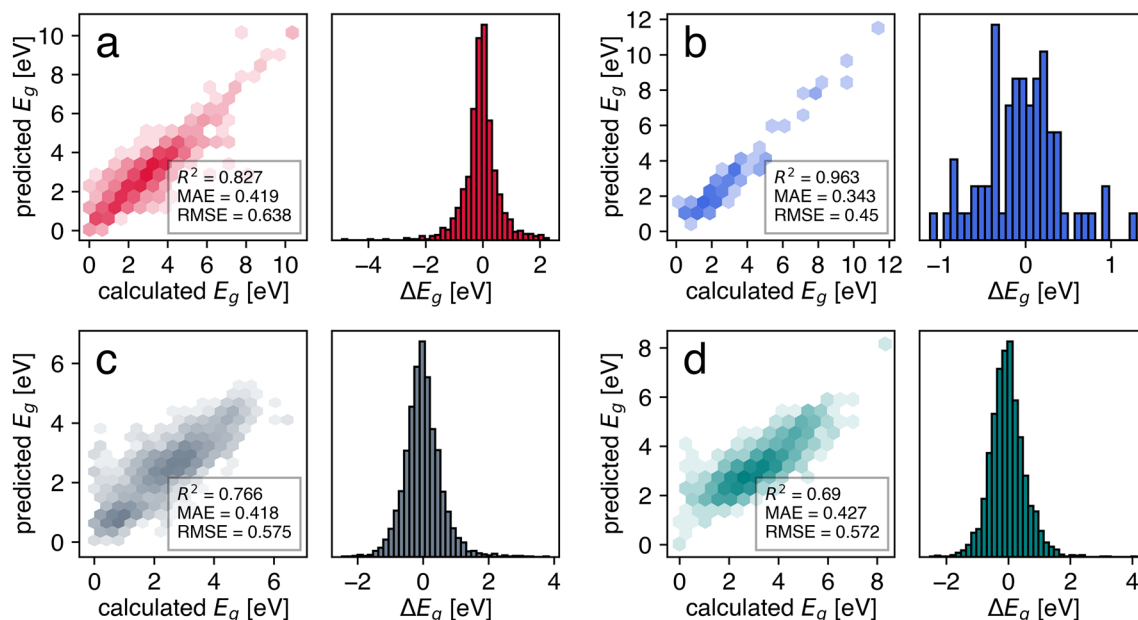 a
predicted E_g [eV]
10
8
6
4
2
0
R² = 0.827
MAE = 0.419
RMSE = 0.638
0 2 4 6 8 10
calculated E_g [eV]
−4 −2 0 2
ΔE_g [eV]
b
predicted E_g [eV]
12
10
8
6
4
2
0
R² = 0.963
MAE = 0.343
RMSE = 0.45
0 2 4 6 8 10 12
calculated E_g [eV]
−1 0 1
ΔE_g [eV]
c
predicted E_g [eV]
6
4
2
0
R² = 0.766
MAE = 0.418
RMSE = 0.575
0 2 4 6
calculated E_g [eV]
−2 0 2 4
ΔE_g [eV]
d
predicted E_g [eV]
8
6
4
2
0
R² = 0.69
MAE = 0.427
RMSE = 0.572
0 2 4 6 8
calculated E_g [eV]
−2 0 2 4
ΔE_g [eV]